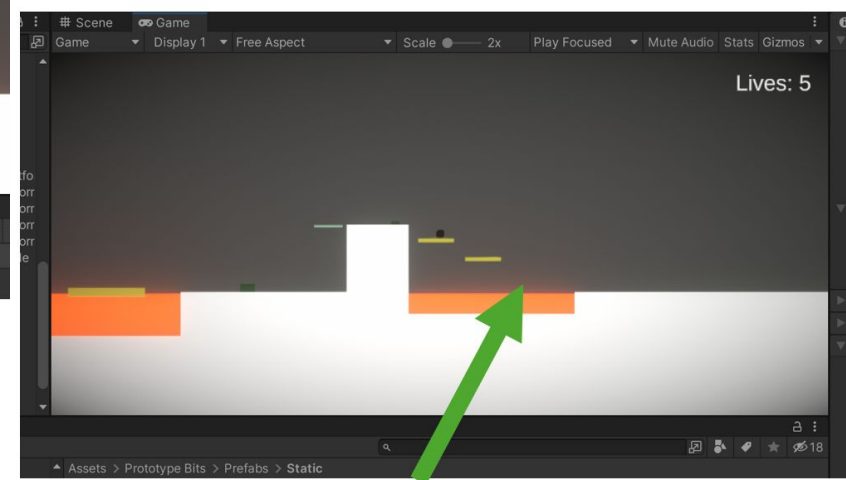 # Scene
Game
Game
Display 1
Free Aspect
Scale
2x
Play Focused
Mute Audio
Stats
Gizmos
Lives: 5
18
Assets > Prototype Bits > Prefabs > Static